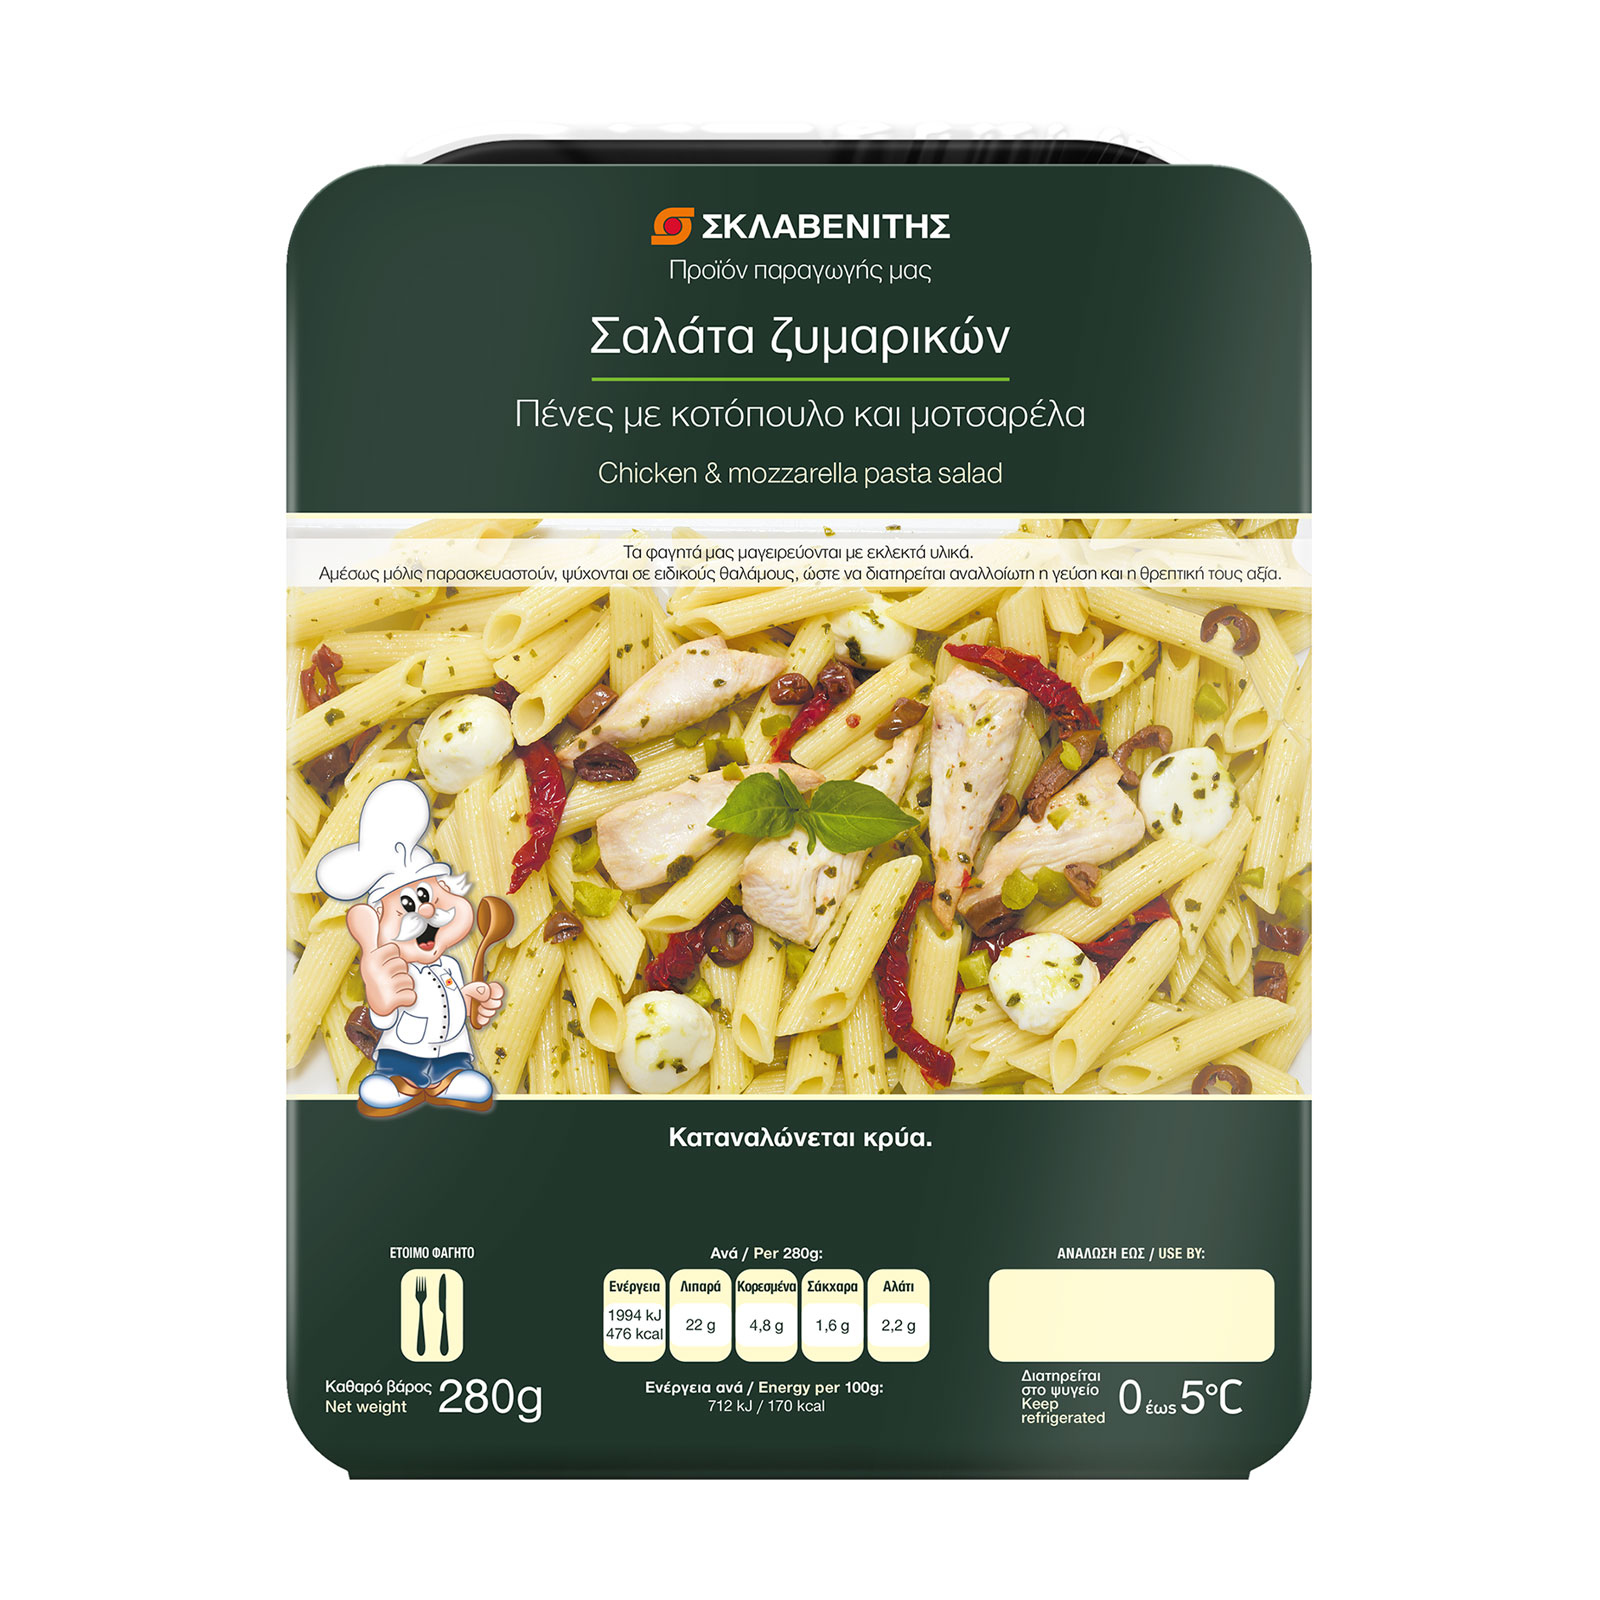 ΣΚΛΑΒΕΝΙΤΗΣ
Προϊόν παραγωγής μας
Σαλάτα ζυμαρικών
Πένες με κοτόπουλο και μοτσαρέλα
Chicken & mozzarella pasta salad
Τα φαγητά μας μαγειρεύονται με εκλεκτά υλικά.
Αμέσως μόλις παρασκευαστούν, ψύχονται σε ειδικούς θαλάμους, ώστε να διατηρείται αναλλοίωτη η γεύση και η θρεπτική τους αξία.
Καταναλώνεται κρύα.
ΕΤΟΙΜΟ ΦΑΓΗΤΟ
Καθαρό βάρος 280g
Net weight
Ανά / Per 280g:
Ενέργεια Λιπαρά Κορεσμένα Σάκχαρα Αλάτι
1994 kJ
476 kcal 22 g 4,8 g 1,6 g 2,2 g
Ενέργεια ανά / Energy per 100g:
712 kJ / 170 kcal
ΑΝΑΛΩΣΗ ΕΩΣ / USE BY:
Διατηρείται
στο ψυγείο
Keep
refrigerated
0 έως 5°C